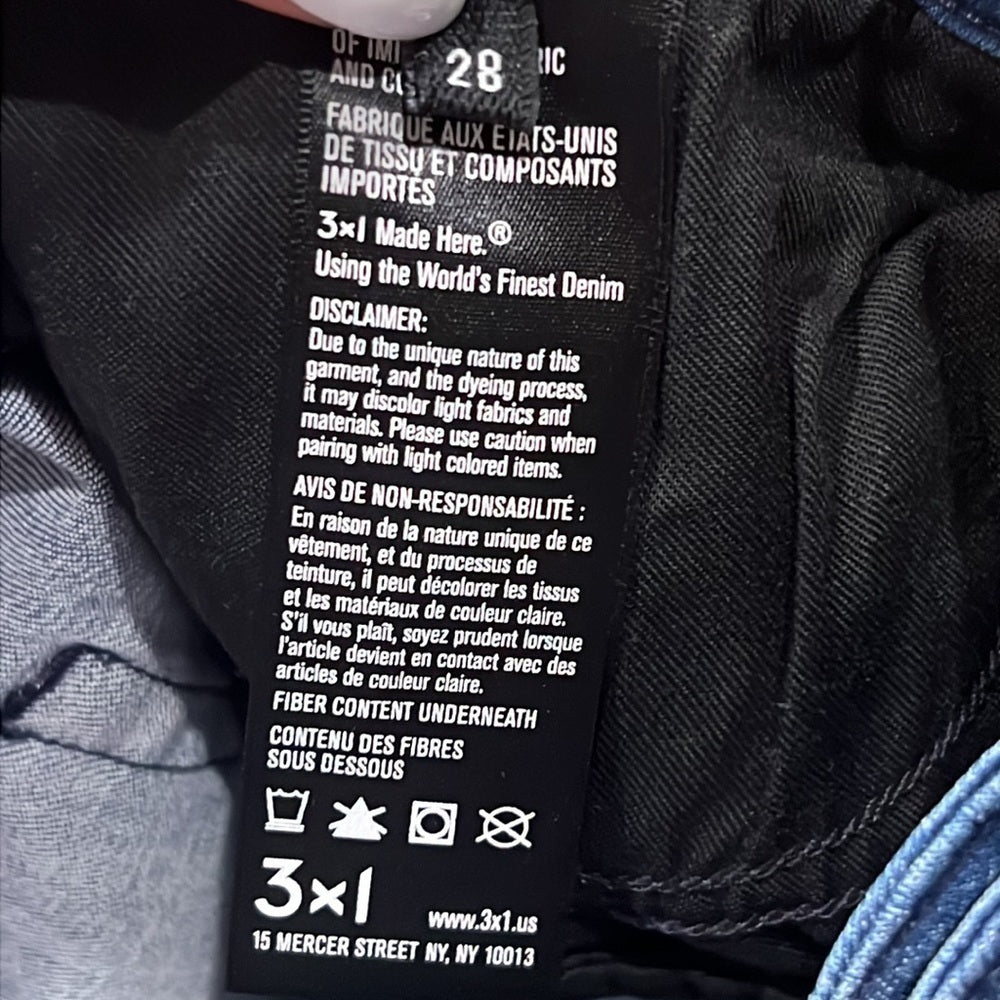 28
OF RIC
AND
FABRIQUE AUX ÉTATS-UNIS
DE TISSU ET COMPOSANTS
IMPORTÉS
3×1 Made Here.®
Using the World's Finest Denim
DISCLAIMER:
Due to the unique nature of this
garment, and the dyeing process,
it may discolor light fabrics and
materials. Please use caution when
pairing with light colored items.
AVIS DE NON-RESPONSABILITÉ :
En raison de la nature unique de ce
vêtement, et du processus de
teinture, il peut décolorer les tissus
et les matériaux de couleur claire.
S'il vous plaît, soyez prudent lorsque
l'article devient en contact avec des
articles de couleur claire.
FIBER CONTENT UNDERNEATH
CONTENU DES FIBRES
SOUS DESSOUS
3×1
www.3x1.us
15 MERCER STREET NY, NY 10013